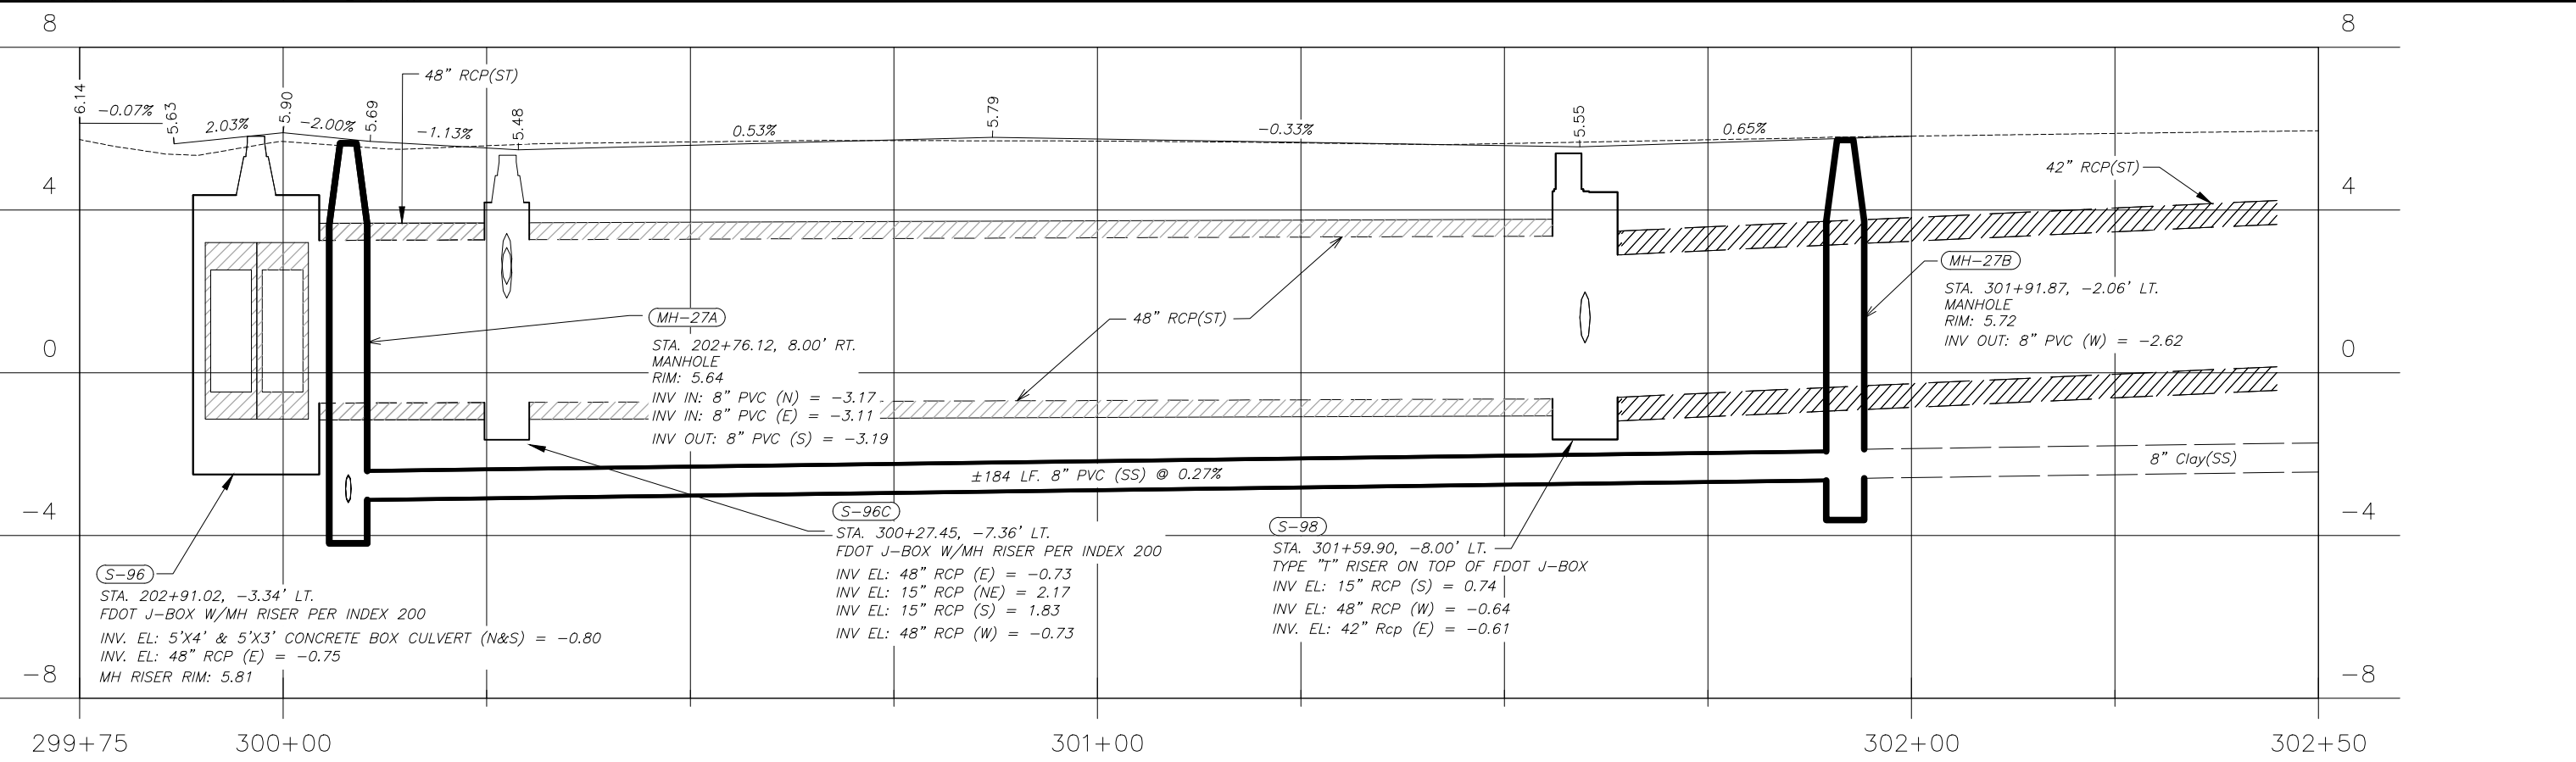 8
8
48" RCP(ST)
6.14
-0.07%
5.63
2.03%
5.90
-2.00%
5.69
-1.13%
5.48
0.53%
5.79
-0.33%
5.55
0.65%
42" RCP(ST)
4
4
MH-27B
STA. 301+91.87, -2.06' LT.
MANHOLE
RIM: 5.72
INV OUT: 8" PVC (W) = -2.62
MH-27A
STA. 202+76.12, 8.00' RT.
MANHOLE
RIM: 5.64
INV IN: 8" PVC (N) = -3.17
INV IN: 8" PVC (E) = -3.11
INV OUT: 8" PVC (S) = -3.19
48" RCP(ST)
0
0
8" Clay(SS)
±184 LF. 8" PVC (SS) @ 0.27%
-4
-4
S-96C
STA. 300+27.45, -7.36' LT.
FDOT J-BOX W/MH RISER PER INDEX 200
INV EL: 48" RCP (E) = -0.73
INV EL: 15" RCP (NE) = 2.17
INV EL: 15" RCP (S) = 1.83
INV EL: 48" RCP (W) = -0.73
S-98
STA. 301+59.90, -8.00' LT.
TYPE "T" RISER ON TOP OF FDOT J-BOX
INV EL: 15" RCP (S) = 0.74
INV EL: 48" RCP (W) = -0.64
INV. EL: 42" Rcp (E) = -0.61
S-96
STA. 202+91.02, -3.34' LT.
FDOT J-BOX W/MH RISER PER INDEX 200
INV. EL: 5'X4' & 5'X3' CONCRETE BOX CULVERT (N&S) = -0.80
INV. EL: 48" RCP (E) = -0.75
MH RISER RIM: 5.81
-8
-8
299+75
300+00
301+00
302+00
302+50